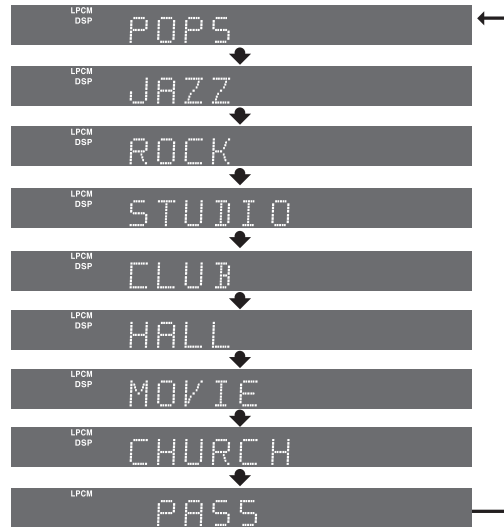 LPCM
DSP
POPS
LPCM
DSP
JAZZ
LPCM
DSP
ROCK
LPCM
DSP
STUDIO
LPCM
DSP
CLUB
LPCM
DSP
HALL
LPCM
DSP
MOVIE
LPCM
DSP
CHURCH
LPCM
PASS